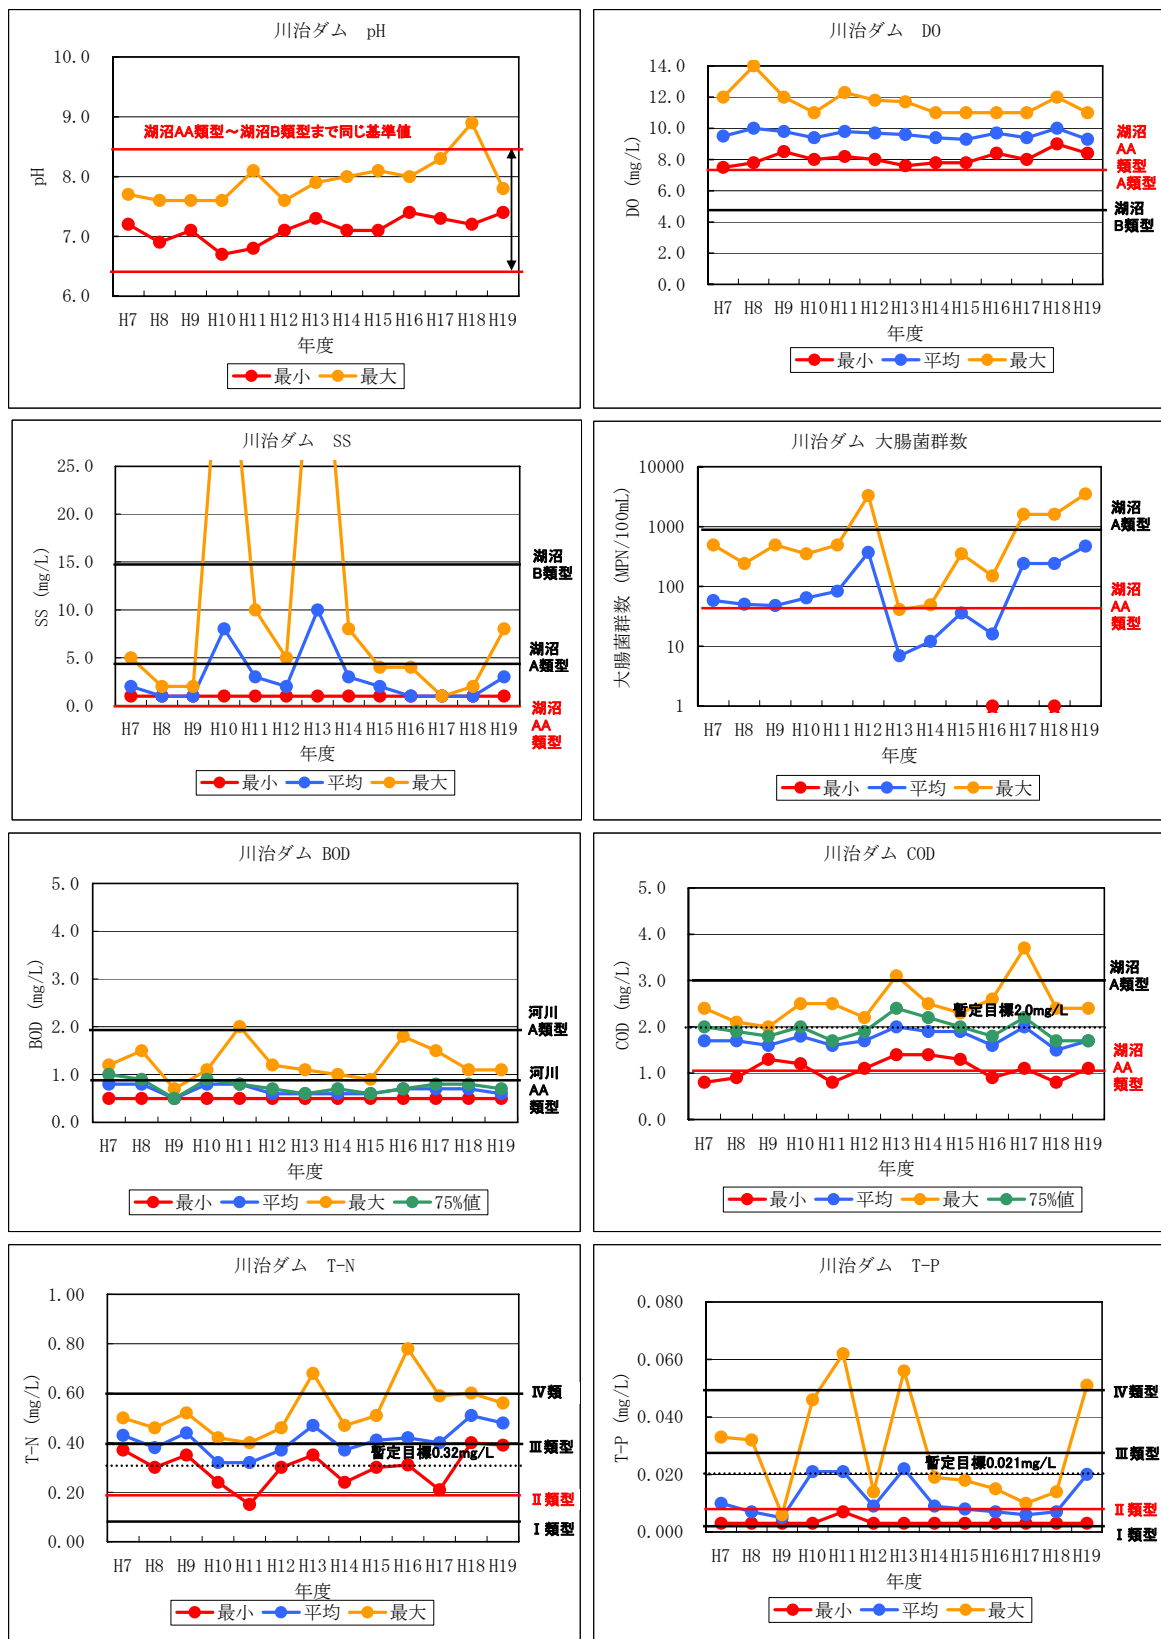 川治ダム　pH
10.0
9.0
8.0
7.0
6.0
pH
湖沼AA類型～湖沼B類型まで同じ基準値
H7 H8 H9 H10 H11 H12 H13 H14 H15 H16 H17 H18 H19
年度
最小 最大
川治ダム　DO
14.0
12.0
10.0
8.0
6.0
4.0
2.0
0.0
DO (mg/L)
湖沼
AA
類型
A類型
湖沼
B類型
H7 H8 H9 H10 H11 H12 H13 H14 H15 H16 H17 H18 H19
年度
最小 平均 最大
川治ダム　SS
25.0
20.0
15.0
10.0
5.0
0.0
SS (mg/L)
湖沼
B類型
湖沼
A類型
湖沼
AA
類型
H7 H8 H9 H10 H11 H12 H13 H14 H15 H16 H17 H18 H19
年度
最小 平均 最大
川治ダム 大腸菌群数
10000
1000
100
10
1
大腸菌群数 (MPN/100mL)
湖沼
A類型
湖沼
AA
類型
H7 H8 H9 H10 H11 H12 H13 H14 H15 H16 H17 H18 H19
年度
最小 平均 最大
川治ダム BOD
5.0
4.0
3.0
2.0
1.0
0.0
BOD (mg/L)
河川
A類型
河川
AA
類型
H7 H8 H9 H10 H11 H12 H13 H14 H15 H16 H17 H18 H19
年度
最小 平均 最大 75%値
川治ダム COD
5.0
4.0
3.0
2.0
1.0
0.0
COD (mg/L)
湖沼
A類型
暫定目標2.0mg/L
湖沼
AA
類型
H7 H8 H9 H10 H11 H12 H13 H14 H15 H16 H17 H18 H19
年度
最小 平均 最大 75%値
川治ダム　T-N
1.00
0.80
0.60
0.40
0.20
0.00
T-N (mg/L)
Ⅳ類
Ⅲ類型
暫定目標0.32mg/L
Ⅱ類型
Ⅰ類型
H7 H8 H9 H10 H11 H12 H13 H14 H15 H16 H17 H18 H19
年度
最小 平均 最大
川治ダム　T-P
0.080
0.060
0.040
0.020
0.000
T-P (mg/L)
Ⅳ類型
Ⅲ類型
暫定目標0.021mg/L
Ⅱ類型
Ⅰ類型
H7 H8 H9 H10 H11 H12 H13 H14 H15 H16 H17 H18 H19
年度
最小 平均 最大